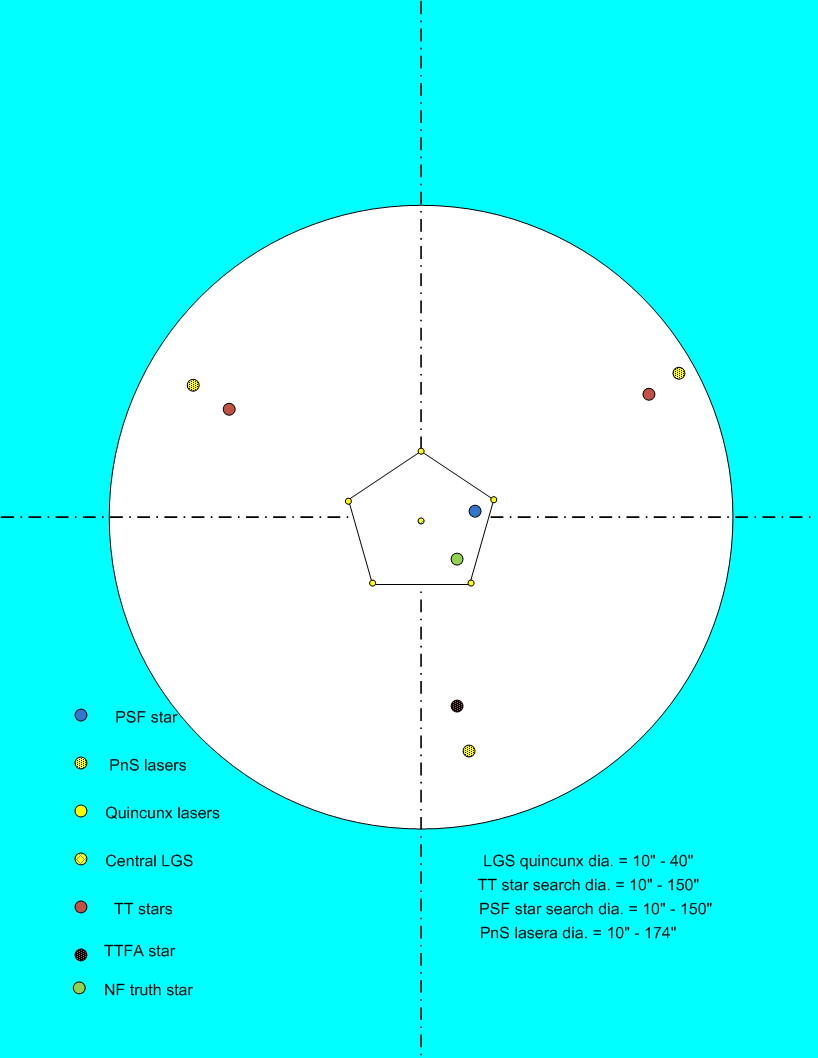 PSF star
PnS lasers
Quincunx lasers
Central LGS
TT stars
TTFA star
NF truth star
LGS quincunx dia. = 10" - 40"
TT star search dia. = 10" - 150"
PSF star search dia. = 10" - 150"
PnS lasera dia. = 10" - 174"